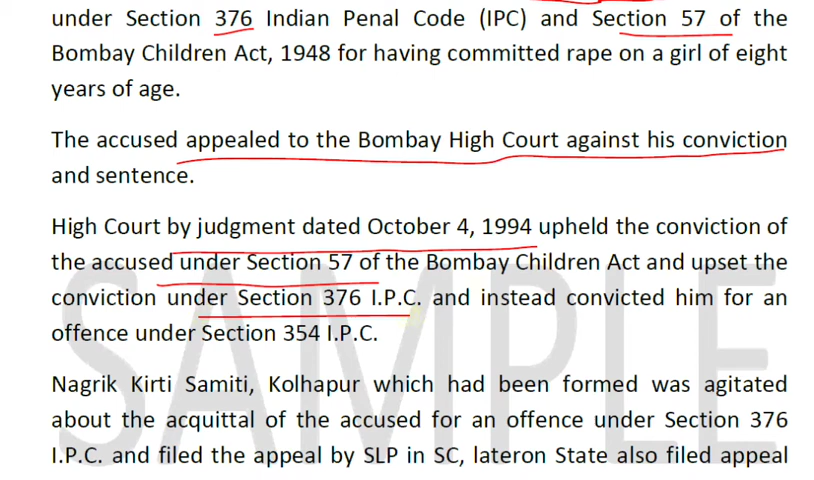 under Section 376 Indian Penal Code (IPC) and Section 57 of the
Bombay Children Act, 1948 for having committed rape on a girl of eight
years of age.
The accused appealed to the Bombay High Court against his conviction
and sentence.
High Court by judgment dated October 4, 1994 upheld the conviction of
the accused under Section 57 of the Bombay Children Act and upset the
conviction under Section 376 I.P.C. and instead convicted him for an
offence under Section 354 I.P.C.
Nagrik Kirti Samiti, Kolhapur which had been formed was agitated
about the acquittal of the accused for an offence under Section 376
I.P.C. and filed the appeal by SLP in SC, lateron State also filed appeal
SAMPLE